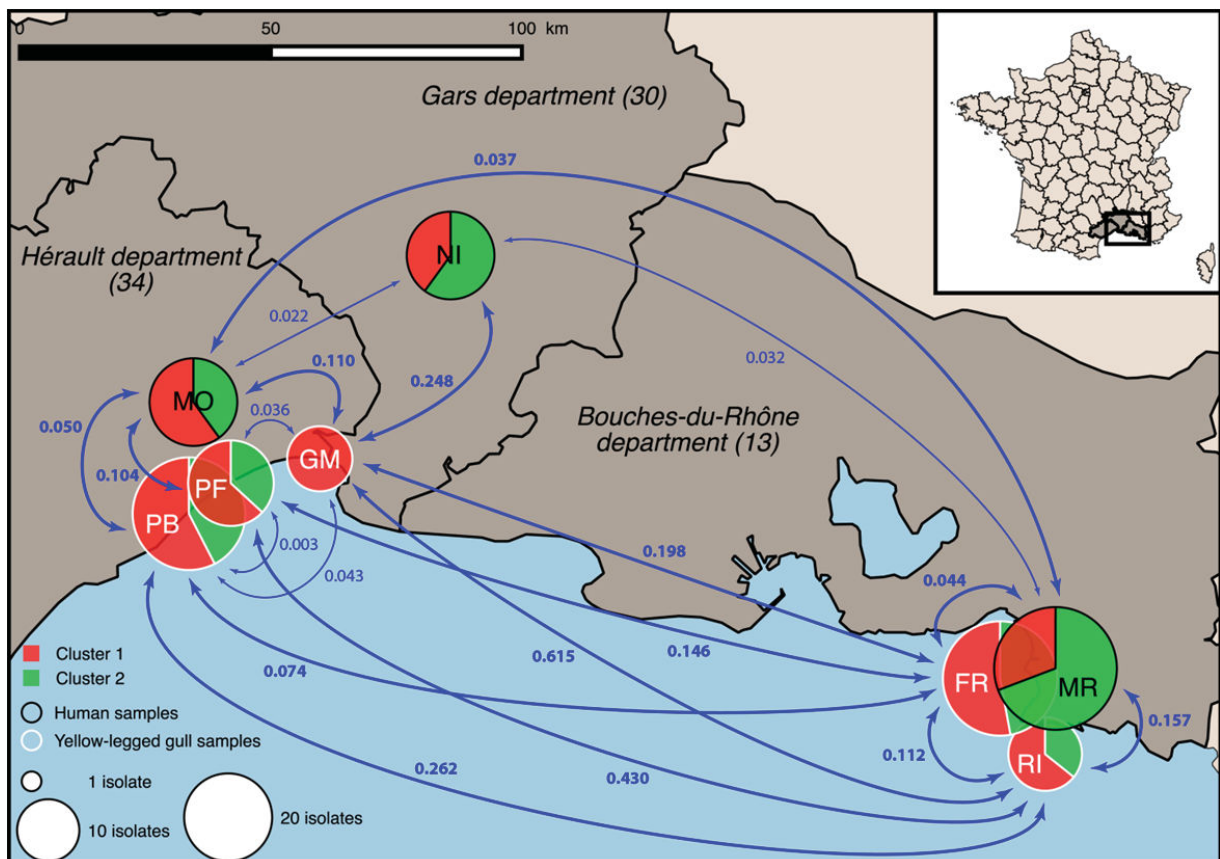 0 50 100 km
Gars department (30)
0.037
Hérault department
(34)
NI
0.022
0.032
0.110
0.248
MO
0.050
0.036
Bouches-du-Rhône
department (13)
GM
0.104
PF
PB
0.003
0.198
0.043
0.044
Cluster 1
Cluster 2
0.074
0.615
0.146
FR
MR
Human samples
Yellow-legged gull samples
0.157
0.112
RI
1 isolate
0.262
0.430
10 isolates
20 isolates